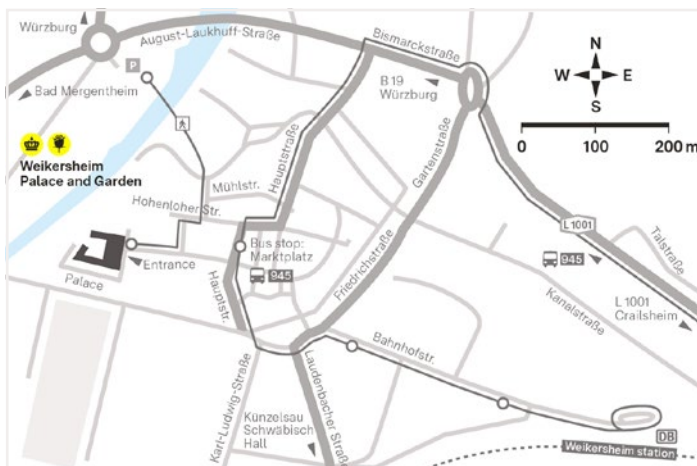 Würzburg
August-Laukhuff-Straße
Bismarckstraße
P
B 19
Würzburg
Bad Mergentheim
N
W E
S
0 100 200 m
Weikersheim
Palace and Garden
Hauptstraße
Gartenstraße
Mühlstr.
Hohenloher Str.
L 1001
Talstraße
Bus stop:
Marktplatz
945
945
Entrance
Palace
Hauptstr.
Friedrichstraße
Kanalstraße
L 1001
Crailsheim
Bahnhofstr.
Karl-Ludwig-Straße
Laudenbacher Straße
Künzelsau
Schwäbisch
Hall
DB
Weikersheim station